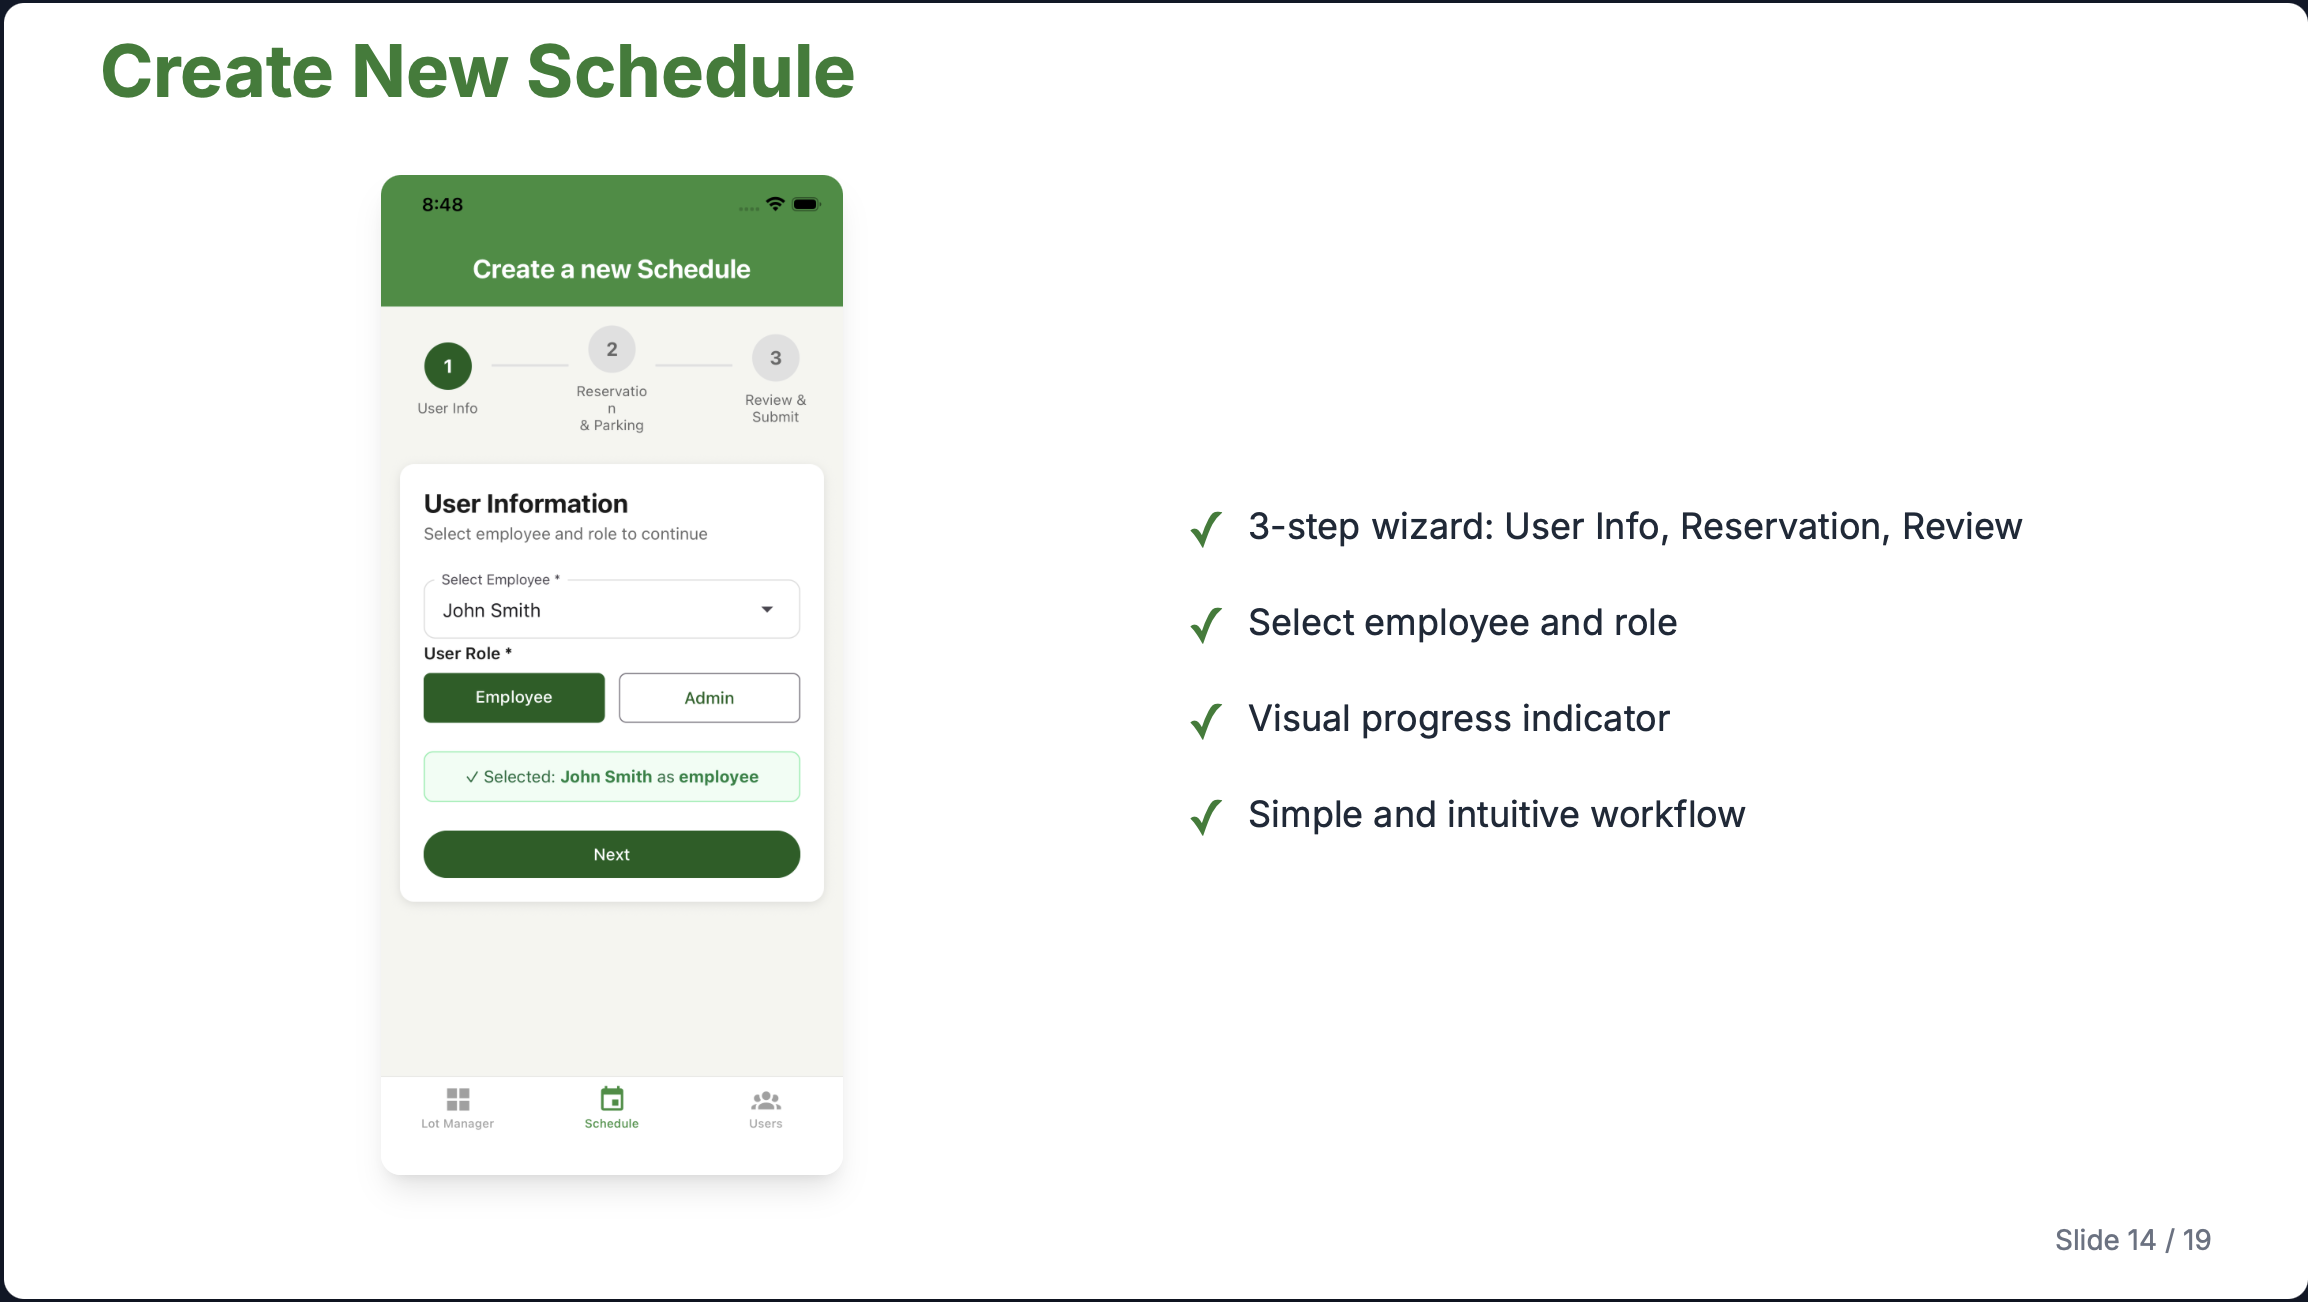 Create New Schedule
8:48
Create a new Schedule
1
User Info
2
Reservatio
n
& Parking
3
Review &
Submit
User Information
Select employee and role to continue
Select Employee *
John Smith
User Role *
Employee
Admin
✓ Selected: John Smith as employee
Next
Lot Manager
Schedule
Users
✓ 3-step wizard: User Info, Reservation, Review
✓ Select employee and role
✓ Visual progress indicator
✓ Simple and intuitive workflow
Slide 14 / 19